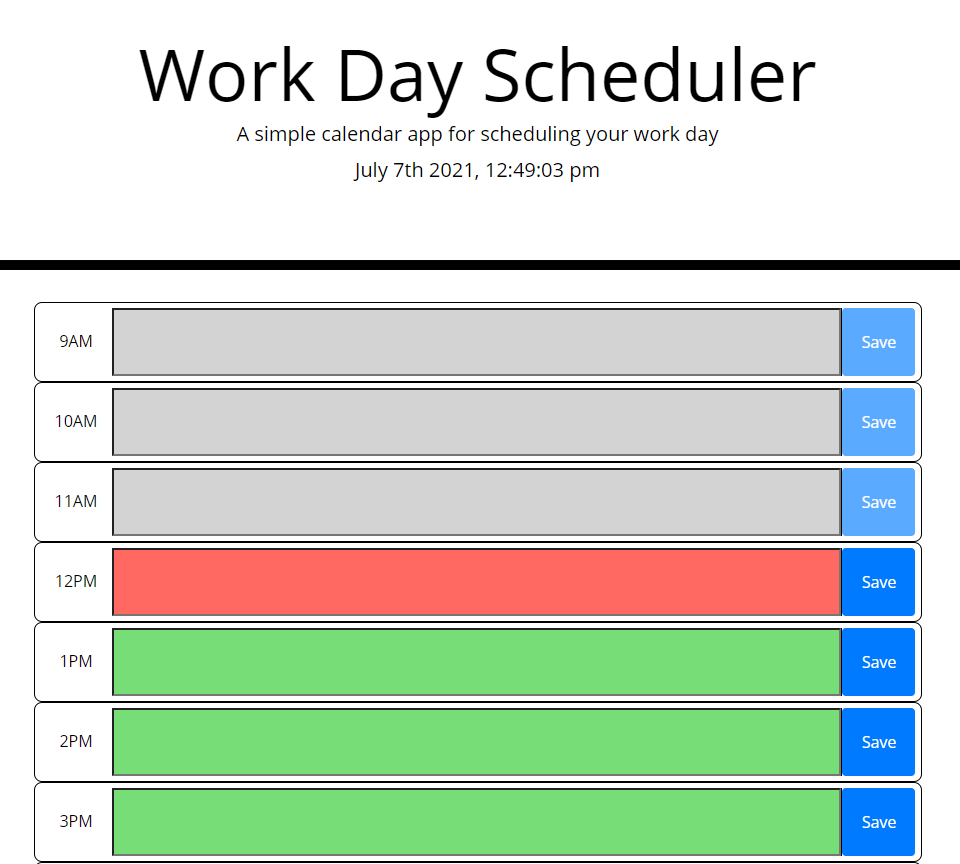 Work Day Scheduler
A simple calendar app for scheduling your work day
July 7th 2021, 12:49:03 pm
9AM Save
10AM Save
11AM Save
12PM Save
1PM Save
2PM Save
3PM Save